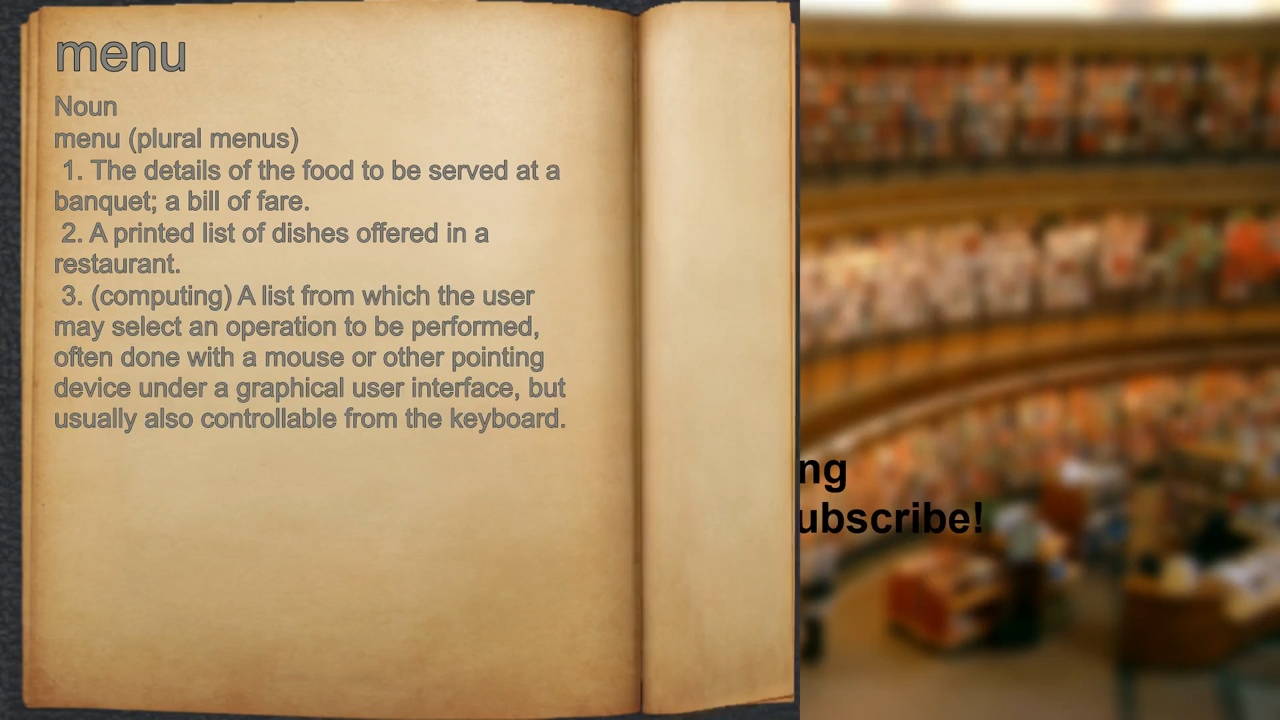 menu
Noun
menu (plural menus)
1. The details of the food to be served at a
banquet; a bill of fare.
2. A printed list of dishes offered in a
restaurant.
3. (computing) A list from which the user
may select an operation to be performed,
often done with a mouse or other pointing
device under a graphical user interface, but
usually also controllable from the keyboard.
ng
ubscribe!